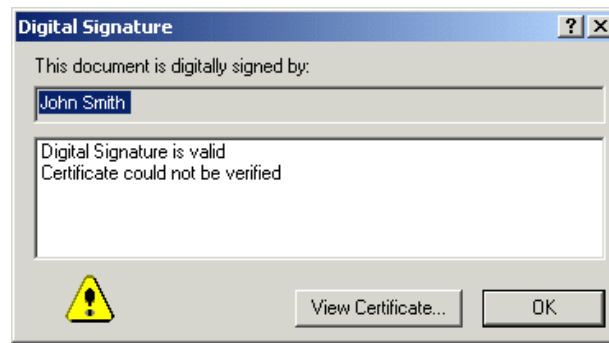 Digital Signature
This document is digitally signed by:
John Smith
Digital Signature is valid
Certificate could not be verified
View Certificate...
OK